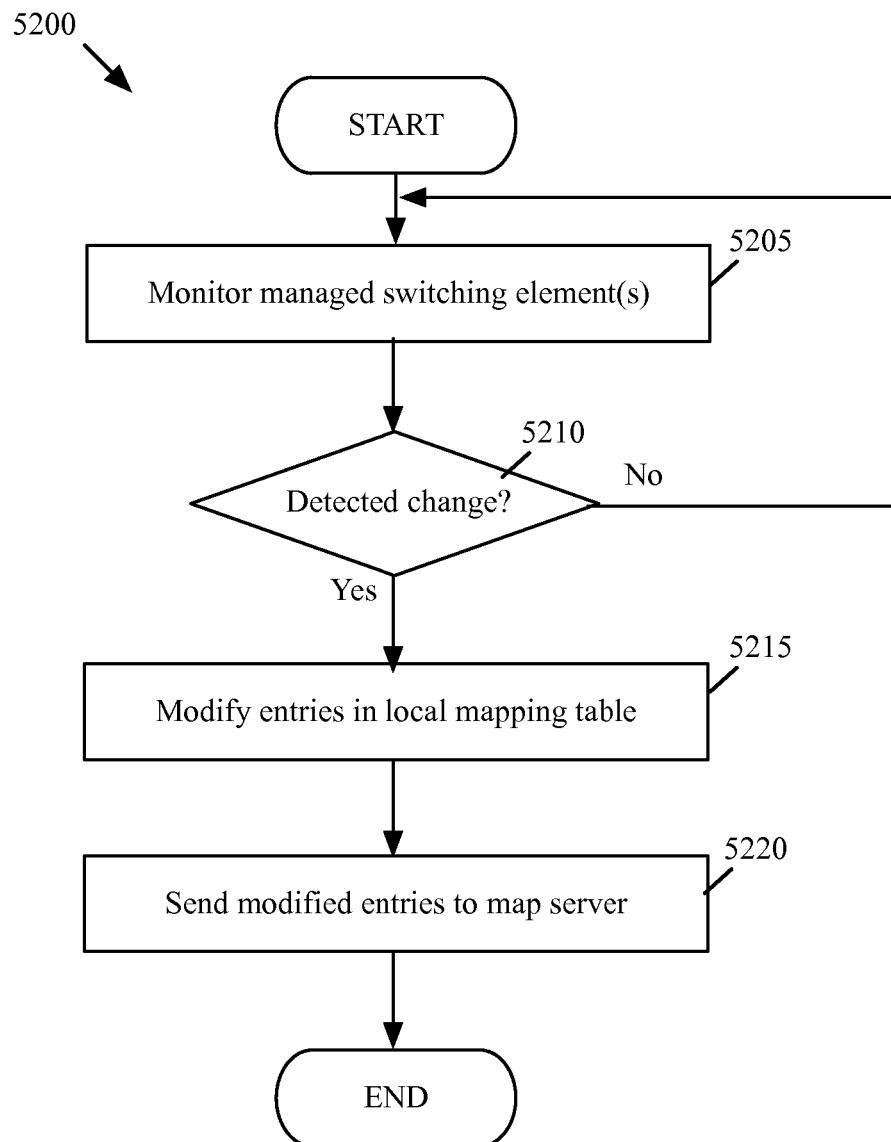 5200
START
5205
Monitor managed switching element(s)
5210
Detected change?
No
Yes
5215
Modify entries in local mapping table
5220
Send modified entries to map server
END